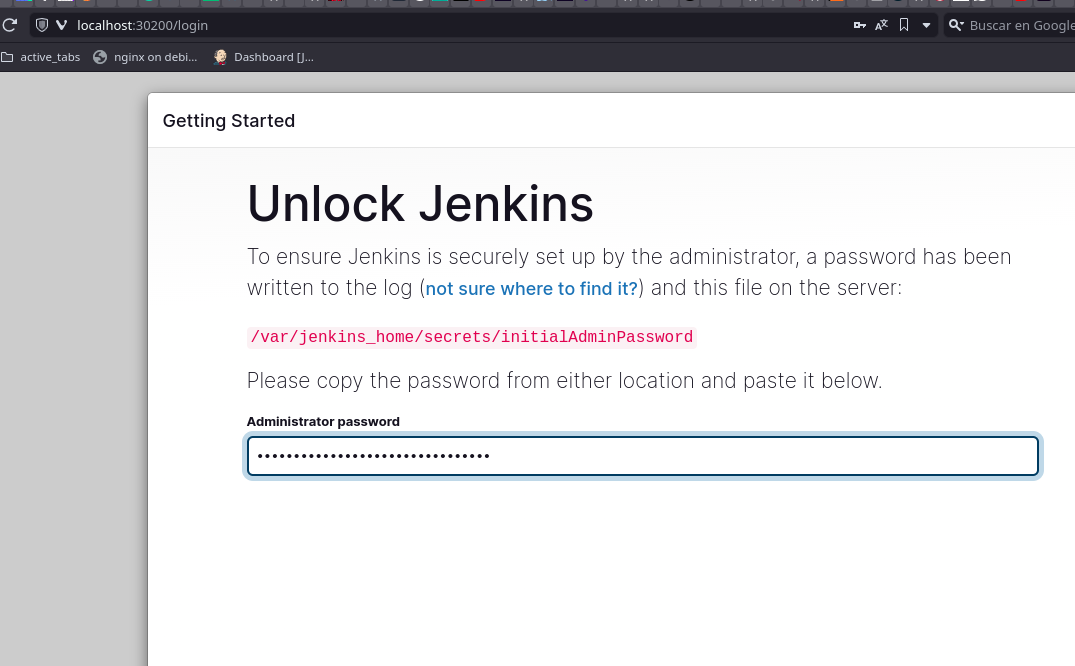 localhost:30200/login
Buscar en Google
active_tabs
nginx on debi...
Dashboard [J...
Getting Started
Unlock Jenkins
To ensure Jenkins is securely set up by the administrator, a password has been
written to the log (not sure where to find it?) and this file on the server:
/var/jenkins_home/secrets/initialAdminPassword
Please copy the password from either location and paste it below.
Administrator password
••••••••••••••••••••••••••••••••